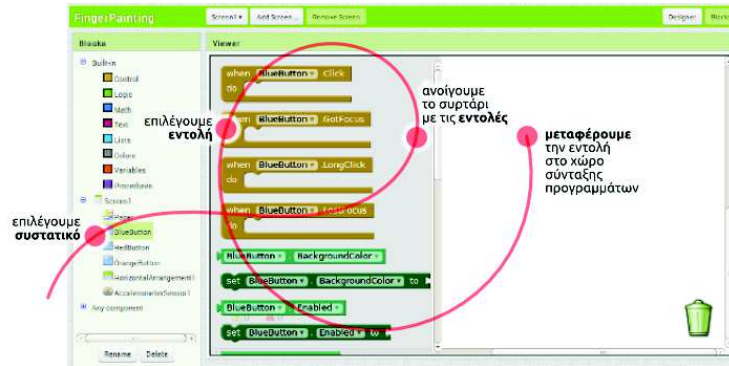 FingerPainting
Screen1 ▾
Add Screen...
Remove Screen
Designer
Blocks
Blocks
Viewer
Built-in
Control
Logic
Math
Text
Lists
Colors
Variables
Procedures
Screen1
BlueButton
RedButton
OrangeButton
HorizontalArrangement1
AccelerometerSensor1
Any component
Rename
Delete
when BlueButton ▾ .Click
do
when BlueButton ▾ .GotFocus
when BlueButton ▾ .LongClick
do
when BlueButton ▾ .LostFocus
do
BlueButton ▾ . BackgroundColor ▾
set BlueButton ▾ . BackgroundColor ▾ to
BlueButton ▾ . Enabled ▾
set BlueButton ▾ . Enabled ▾ to
επιλέγουμε
συστατικό
επιλέγουμε
εντολή
ανοίγουμε
το συρτάρι
με τις εντολές
μεταφέρουμε
την εντολή
στο χώρο
σύνταξης
προγραμμάτων